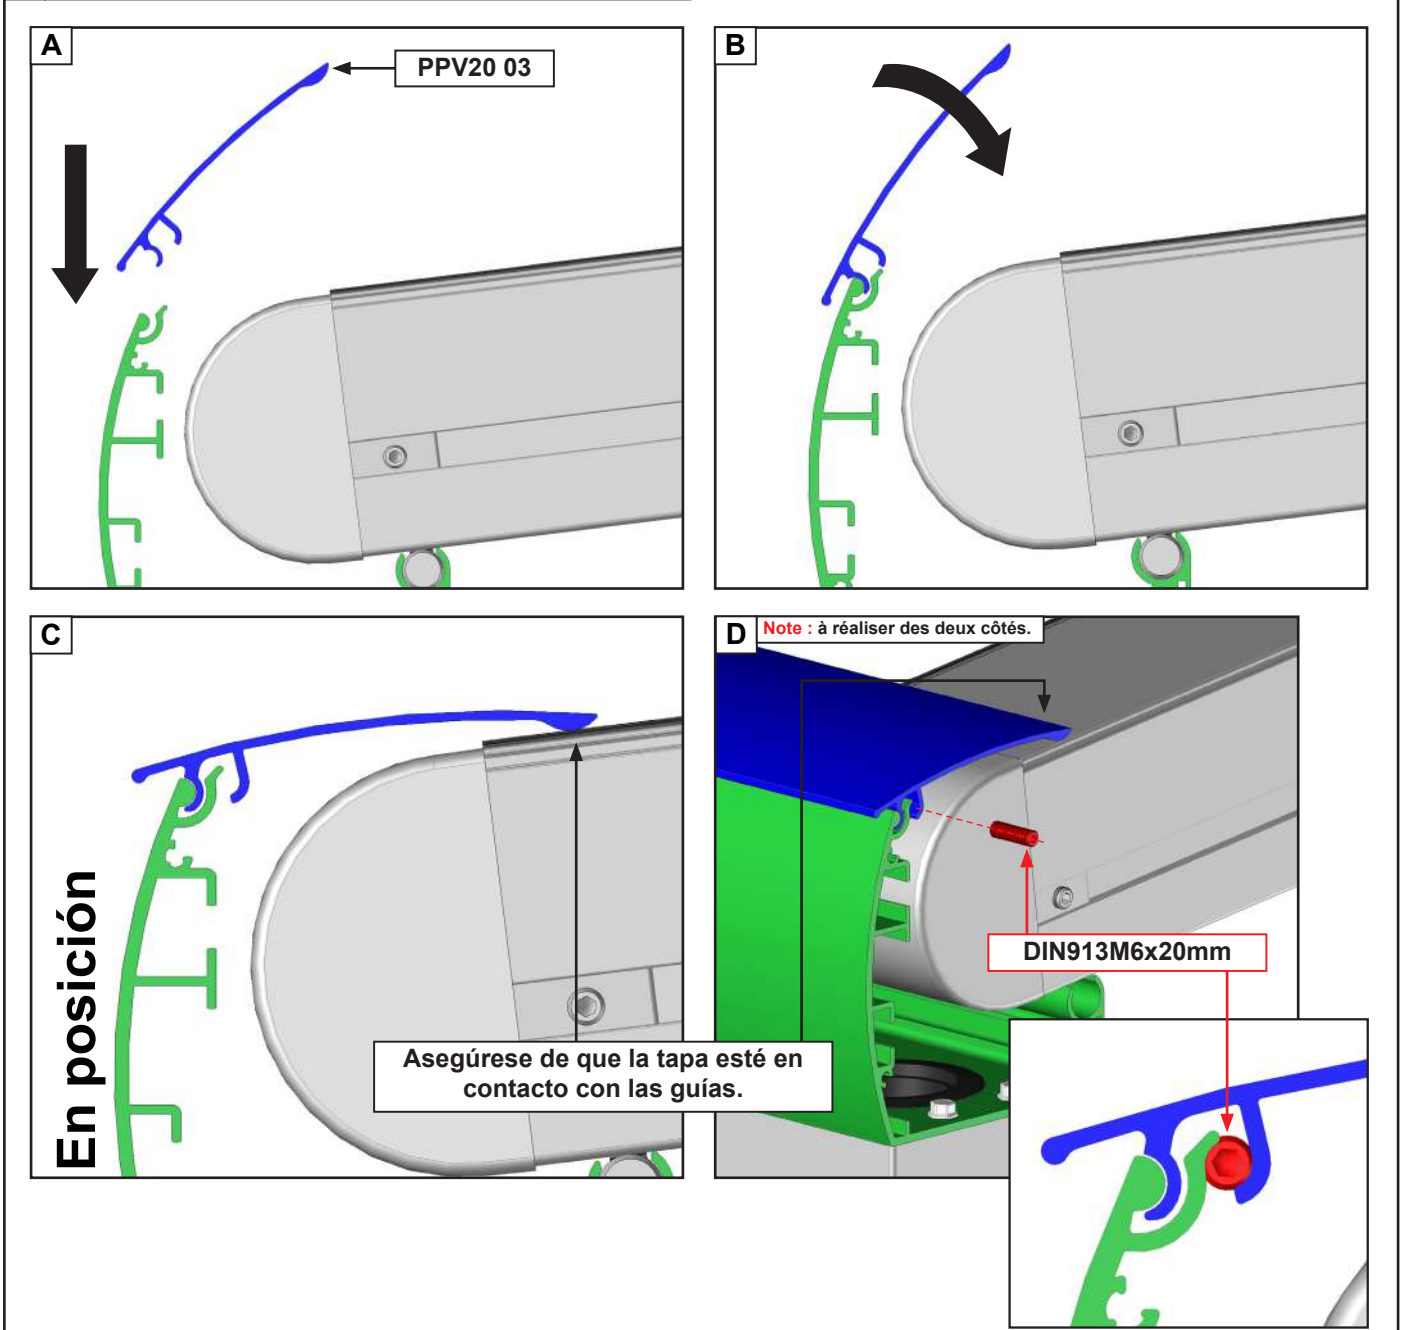 A
PPV20 03
B
C
En posición
Asegúrese de que la tapa esté en
contacto con las guías.
D
Note : à réaliser des deux côtés.
DIN913M6x20mm